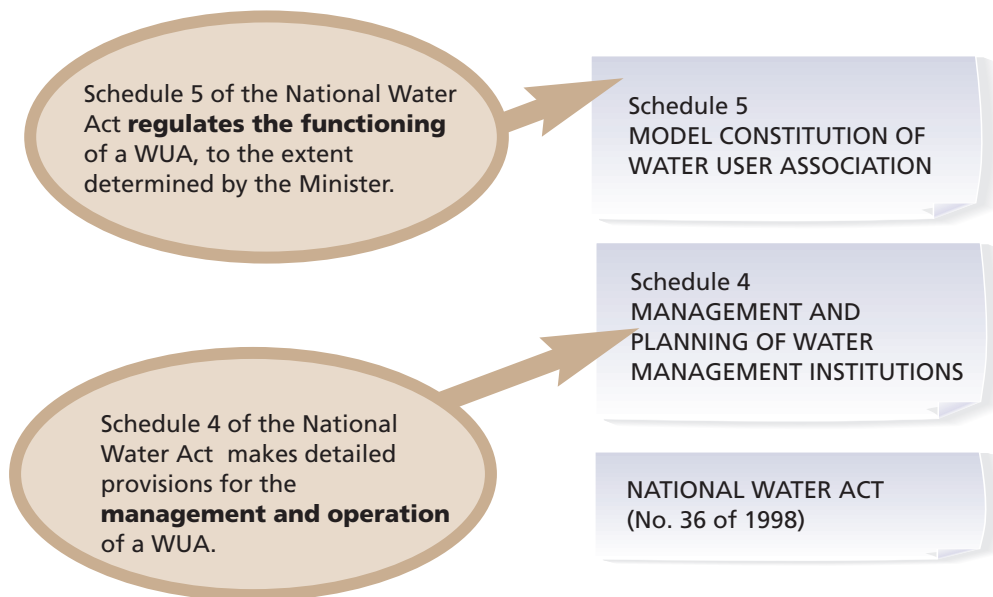 Schedule 5 of the National Water
Act regulates the functioning
of a WUA, to the extent
determined by the Minister.
Schedule 5
MODEL CONSTITUTION OF
WATER USER ASSOCIATION
Schedule 4
MANAGEMENT AND
PLANNING OF WATER
MANAGEMENT INSTITUTIONS
Schedule 4 of the National
Water Act makes detailed
provisions for the
management and operation
of a WUA.
NATIONAL WATER ACT
(No. 36 of 1998)